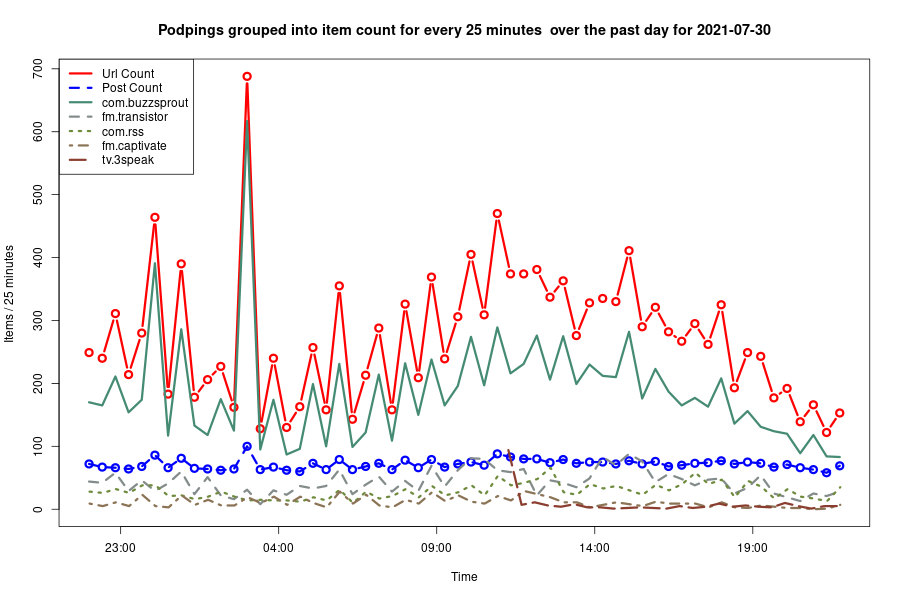 Podpings grouped into item count for every 25 minutes  over the past day for 2021-07-30
Url Count
Post Count
com.buzzsprout
fm.transistor
com.rss
fm.captivate
tv.3speak
700
600
500
400
300
200
100
0
Items / 25 minutes
23:00
04:00
09:00
14:00
19:00
Time